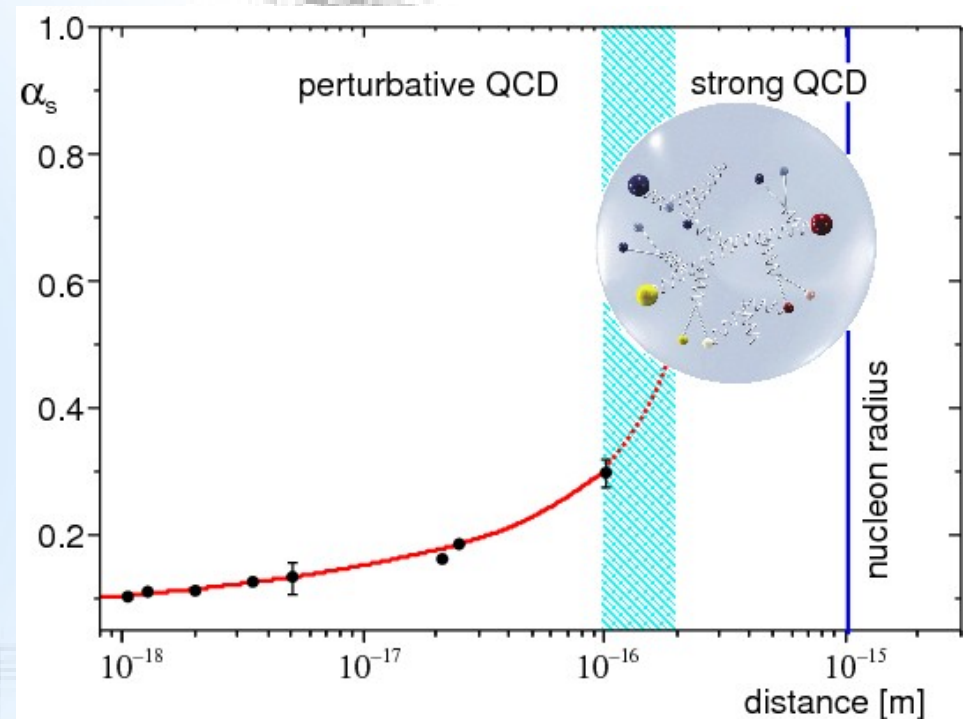 1.0
perturbative QCD
strong QCD
αs
0.8
0.6
0.4
0.2
nucleon radius
10−18
10−17
10−16
10−15
distance [m]